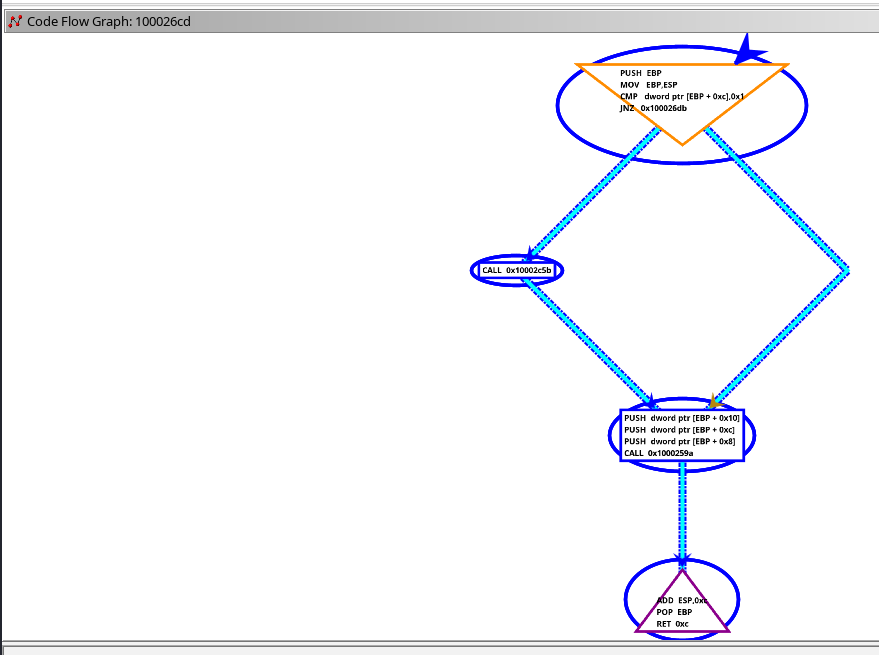 Code Flow Graph: 100026cd
PUSH EBP
MOV EBP,ESP
CMP dword ptr [EBP + 0xc],0x1
JNZ 0x100026db
CALL 0x10002c5b
PUSH dword ptr [EBP + 0x10]
PUSH dword ptr [EBP + 0xc]
PUSH dword ptr [EBP + 0x8]
CALL 0x1000259a
ADD ESP,0xc
POP EBP
RET 0xc